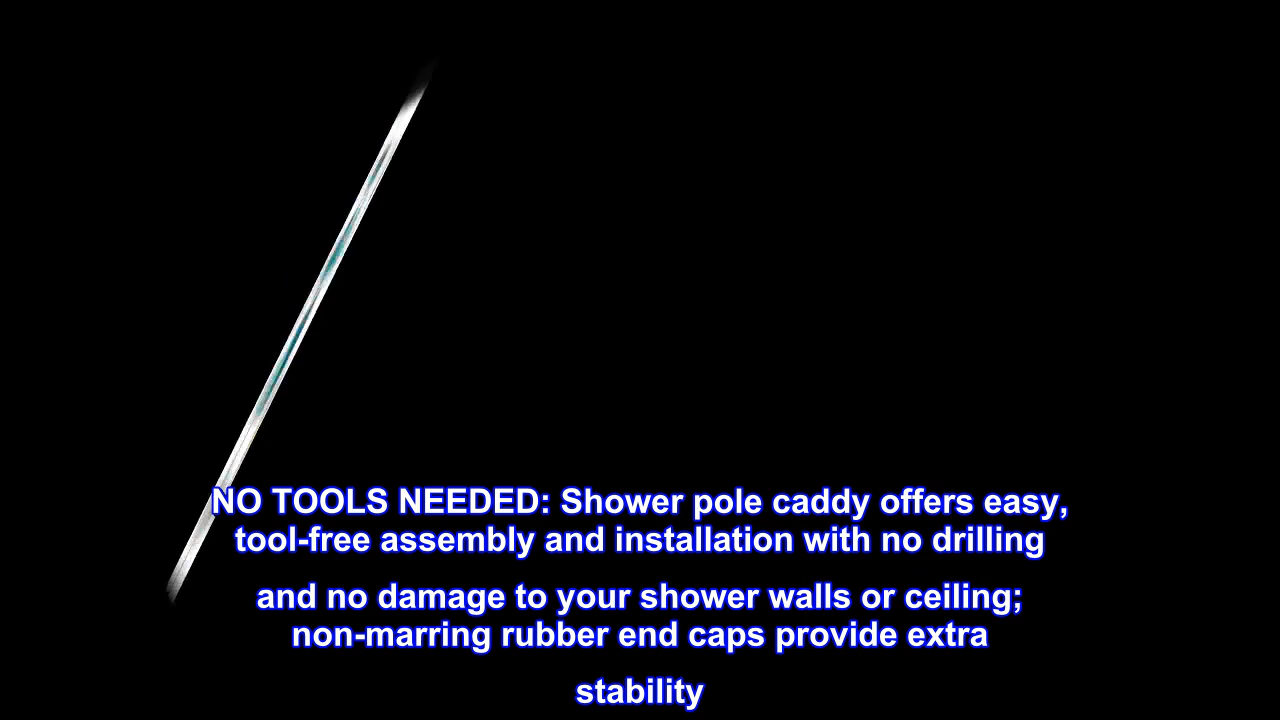 NO TOOLS NEEDED: Shower pole caddy offers easy,
tool-free assembly and installation with no drilling
and no damage to your shower walls or ceiling;
non-marring rubber end caps provide extra
stability